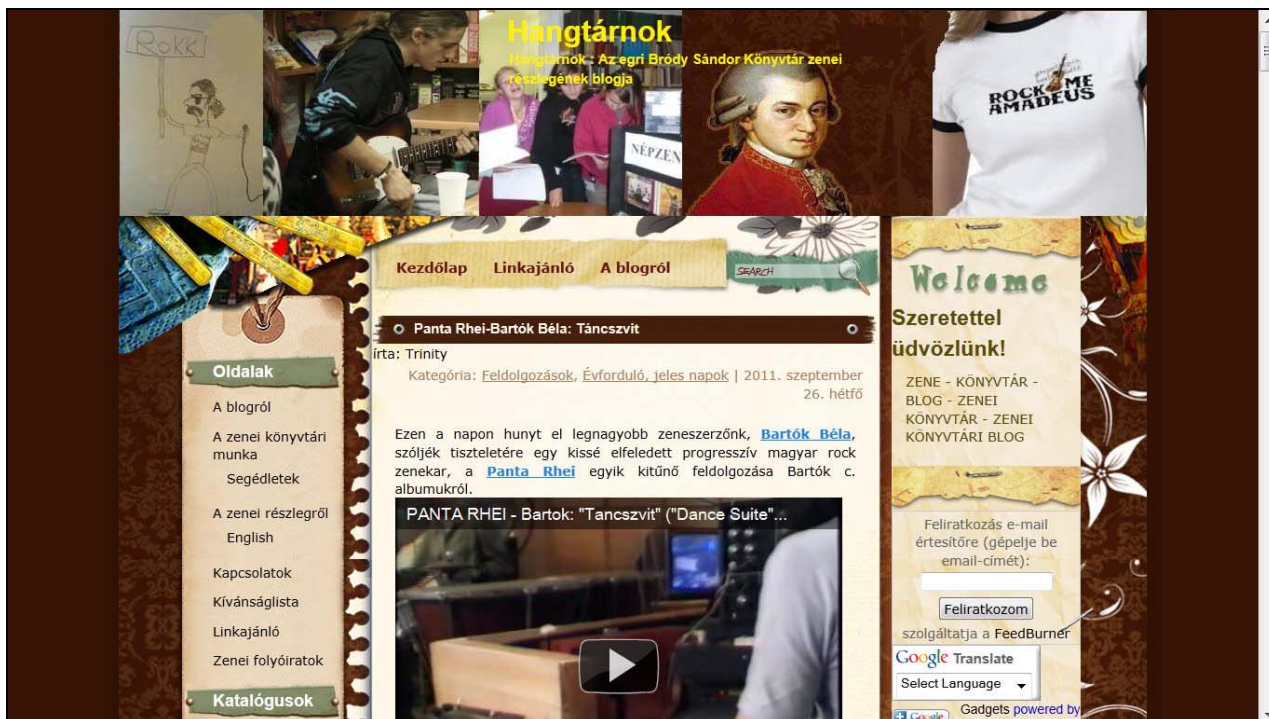 Rokk
Hangtárnok
Hangtárnok : Az egri Bródy Sándor Könyvtár zenei
részlegének blogja
NÉPZEN
ROCK ME
AMADEUS
Kezdőlap Linkajánló A blogról
SEARCH
Panta Rhei-Bartók Béla: Táncszvit
írta: Trinity
Kategória: Feldolgozások, Évforduló, jeles napok | 2011. szeptember
26. hétfő
Ezen a napon hunyt el legnagyobb zeneszerzőnk, Bartók Béla,
szóljék tiszteletére egy kissé elfeledett progresszív magyar rock
zenekar, a Panta Rhei egyik kitűnő feldolgozása Bartók c.
albumukról.
PANTA RHEI - Bartok: "Tancszvit" ("Dance Suite"...
Oldalak
A blogról
A zenei könyvtári
munka
Segédletek
A zenei részlegről
English
Kapcsolatok
Kívánságlista
Linkajánló
Zenei folyóiratok
Katalógusok
Welcome
Szeretettel
üdvözlünk!
ZENE - KÖNYVTÁR -
BLOG - ZENEI
KÖNYVTÁR - ZENEI
KÖNYVTÁRI BLOG
Feliratkozás e-mail
értesítőre (gépelje be
email-címét):
Feliratkozom
szolgáltatja a FeedBurner
Google Translate
Select Language
Gadgets powered by
Google